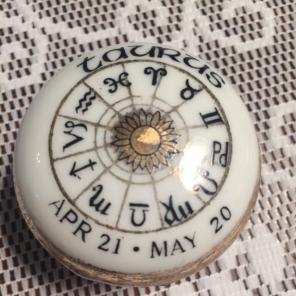 taurus
♓ ♈ ♉ ♊ ♋ ♌ ♍ ♎ ♏ ♐ ♑ ♒
APR 21 • MAY 20